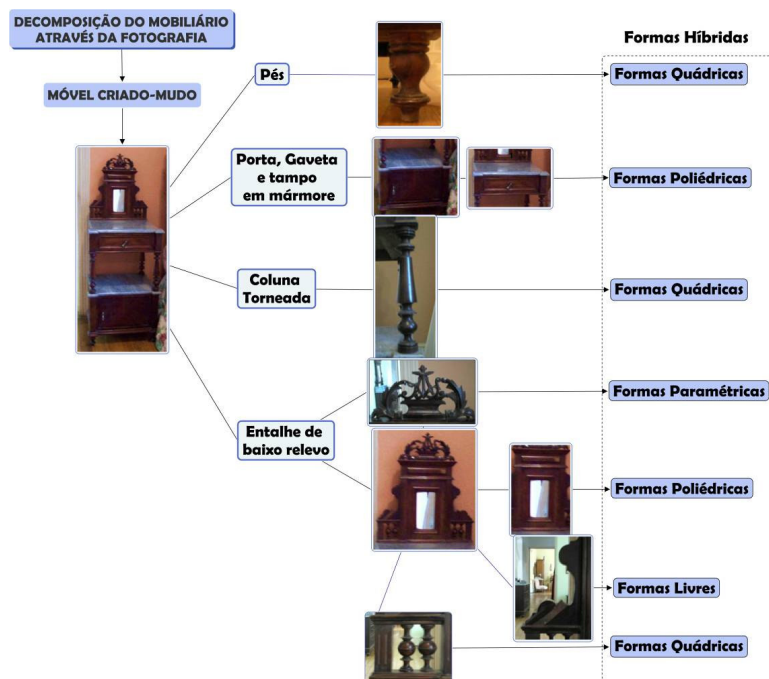 DECOMPOSIÇÃO DO MOBILIÁRIO
ATRAVÉS DA FOTOGRAFIA
MÓVEL CRIADO-MUDO
Formas Híbridas
Pés
Formas Quádricas
Porta, Gaveta
e tampo
em mármore
Formas Poliédricas
Coluna
Torneada
Formas Quádricas
Entalhe de
baixo relevo
Formas Paramétricas
Formas Poliédricas
Formas Livres
Formas Quádricas